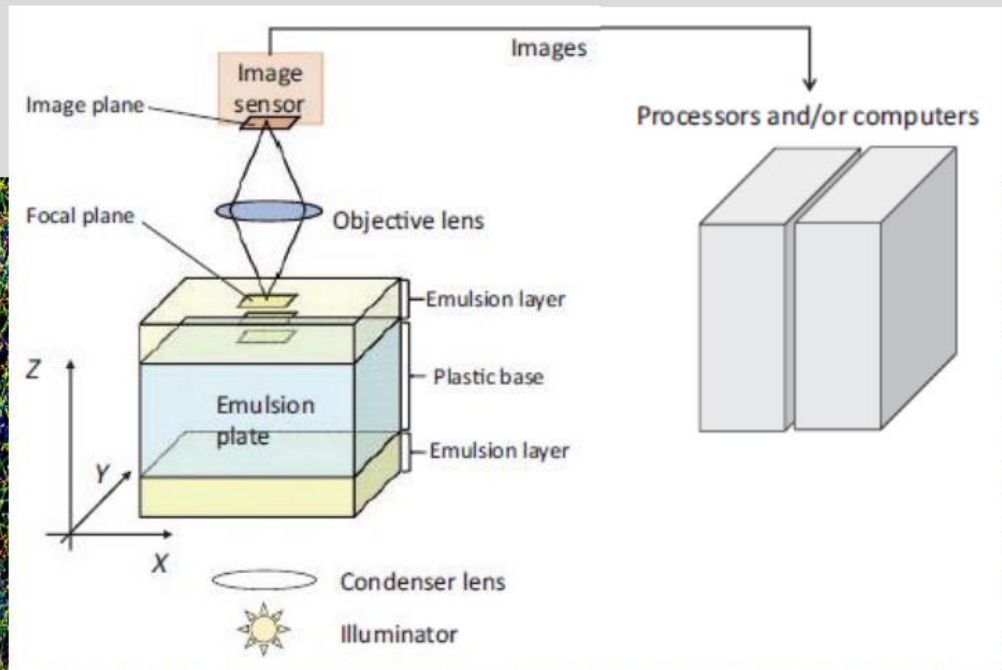 Images
Image
sensor
Image plane
Processors and/or computers
Focal plane
Objective lens
Emulsion layer
Z
Plastic base
Emulsion
plate
Emulsion layer
Y
X
Condenser lens
Illuminator